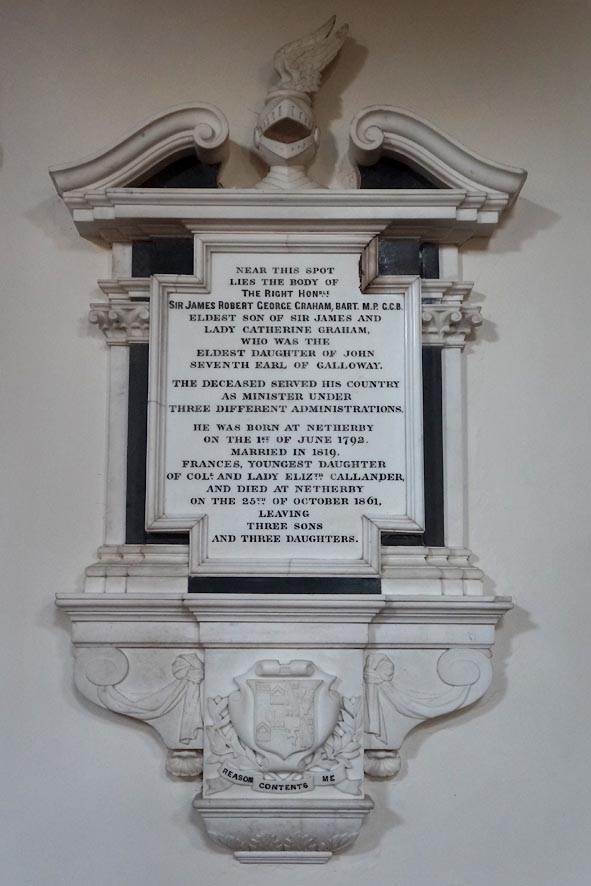 NEAR THIS SPOT
LIES THE BODY OF
THE RIGHT HONBLE
SIR JAMES ROBERT GEORGE GRAHAM, BART. M.P. G.C.B.
ELDEST SON OF SIR JAMES AND
LADY CATHERINE GRAHAM,
WHO WAS THE
ELDEST DAUGHTER OF JOHN
SEVENTH EARL OF GALLOWAY.
THE DECEASED SERVED HIS COUNTRY
AS MINISTER UNDER
THREE DIFFERENT ADMINISTRATIONS.
HE WAS BORN AT NETHERBY
ON THE 1ST OF JUNE 1792.
MARRIED IN 1819.
FRANCES, YOUNGEST DAUGHTER
OF COLL. AND LADY ELIZTH CALLANDER,
AND DIED AT NETHERBY
ON THE 25TH OF OCTOBER 1861,
LEAVING
THREE SONS
AND THREE DAUGHTERS.
REASON CONTENTS ME